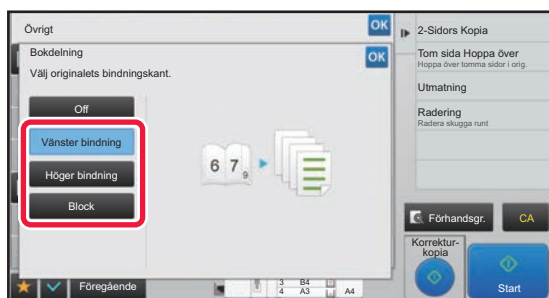 Övrigt
OK
Bokdelning
OK
Välj originalets bindningskant.
Off
Vänster bindning
Höger bindning
Block
6 7 9
Föregående
3 B4
4 A3
A4
2-Sidors Kopia
Tom sida Hoppa över
Hoppa över tomma sidor i orig.
Utmatning
Radering
Radera skugga runt
Förhandsgr.
CA
Korrektur-
kopia
Start